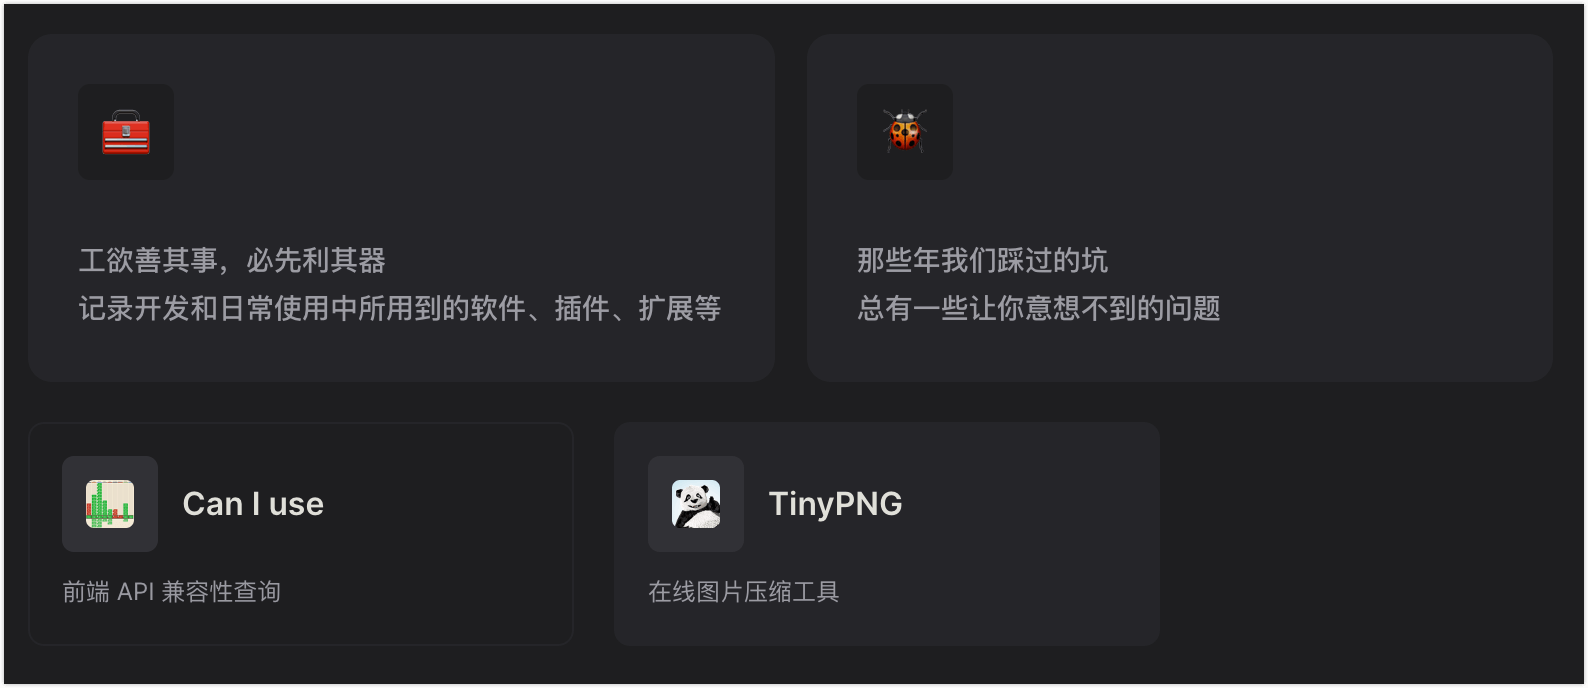 工欲善其事，必先利其器
记录开发和日常使用中所用到的软件、插件、扩展等
那些年我们踩过的坑
总有一些让你意想不到的问题
Can I use
前端 API 兼容性查询
TinyPNG
在线图片压缩工具